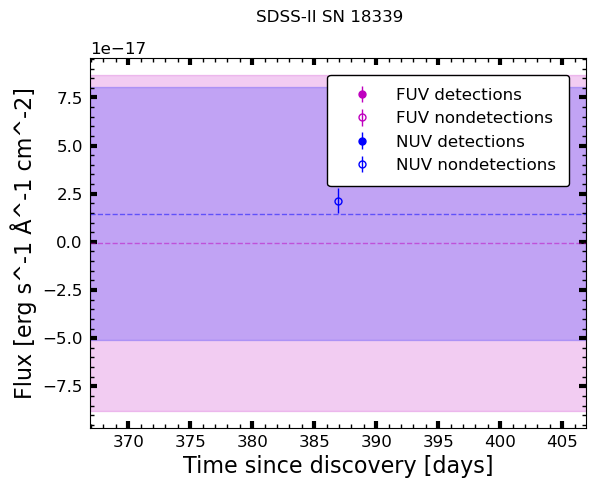 SDSS-II SN 18339
1e−17
FUV detections
FUV nondetections
NUV detections
NUV nondetections
7.5
5.0
2.5
0.0
−2.5
−5.0
−7.5
Flux [erg s^-1 Å^-1 cm^-2]
370 375 380 385 390 395 400 405
Time since discovery [days]